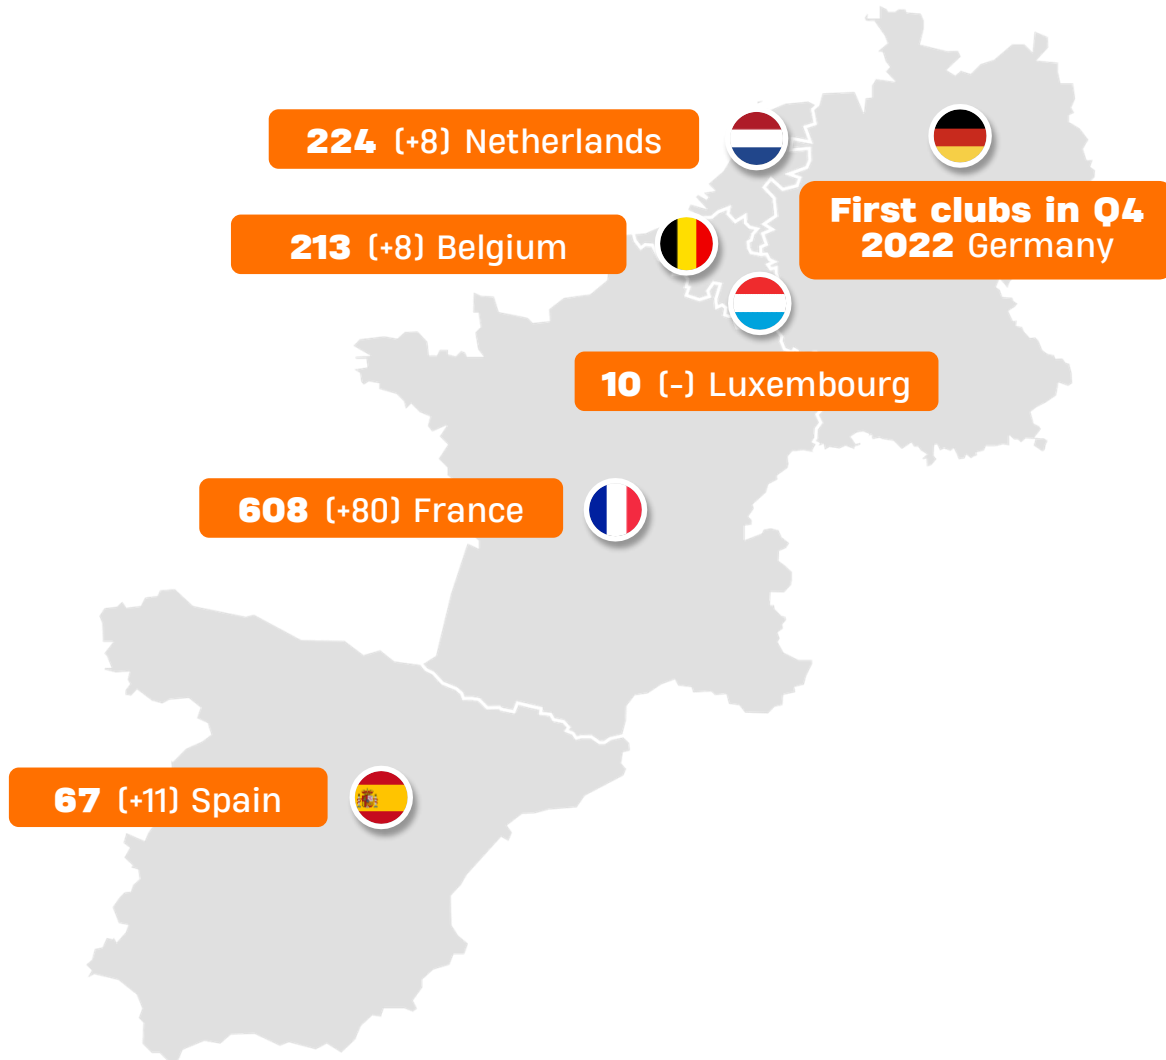 224 (+8) Netherlands
213 (+8) Belgium
First clubs in Q4
2022 Germany
10 (-) Luxembourg
608 (+80) France
67 (+11) Spain